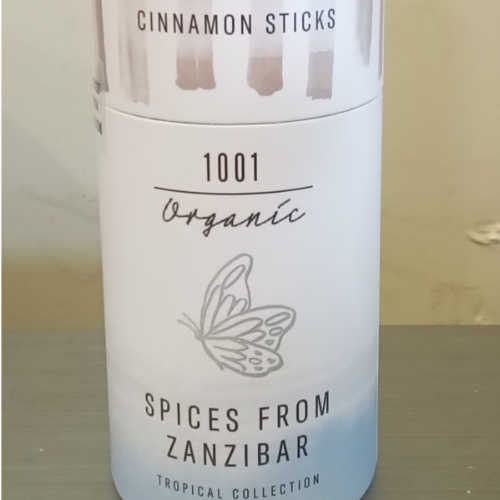 CINNAMON STICKS
1001
Organic
SPICES FROM
ZANZIBAR
TROPICAL COLLECTION